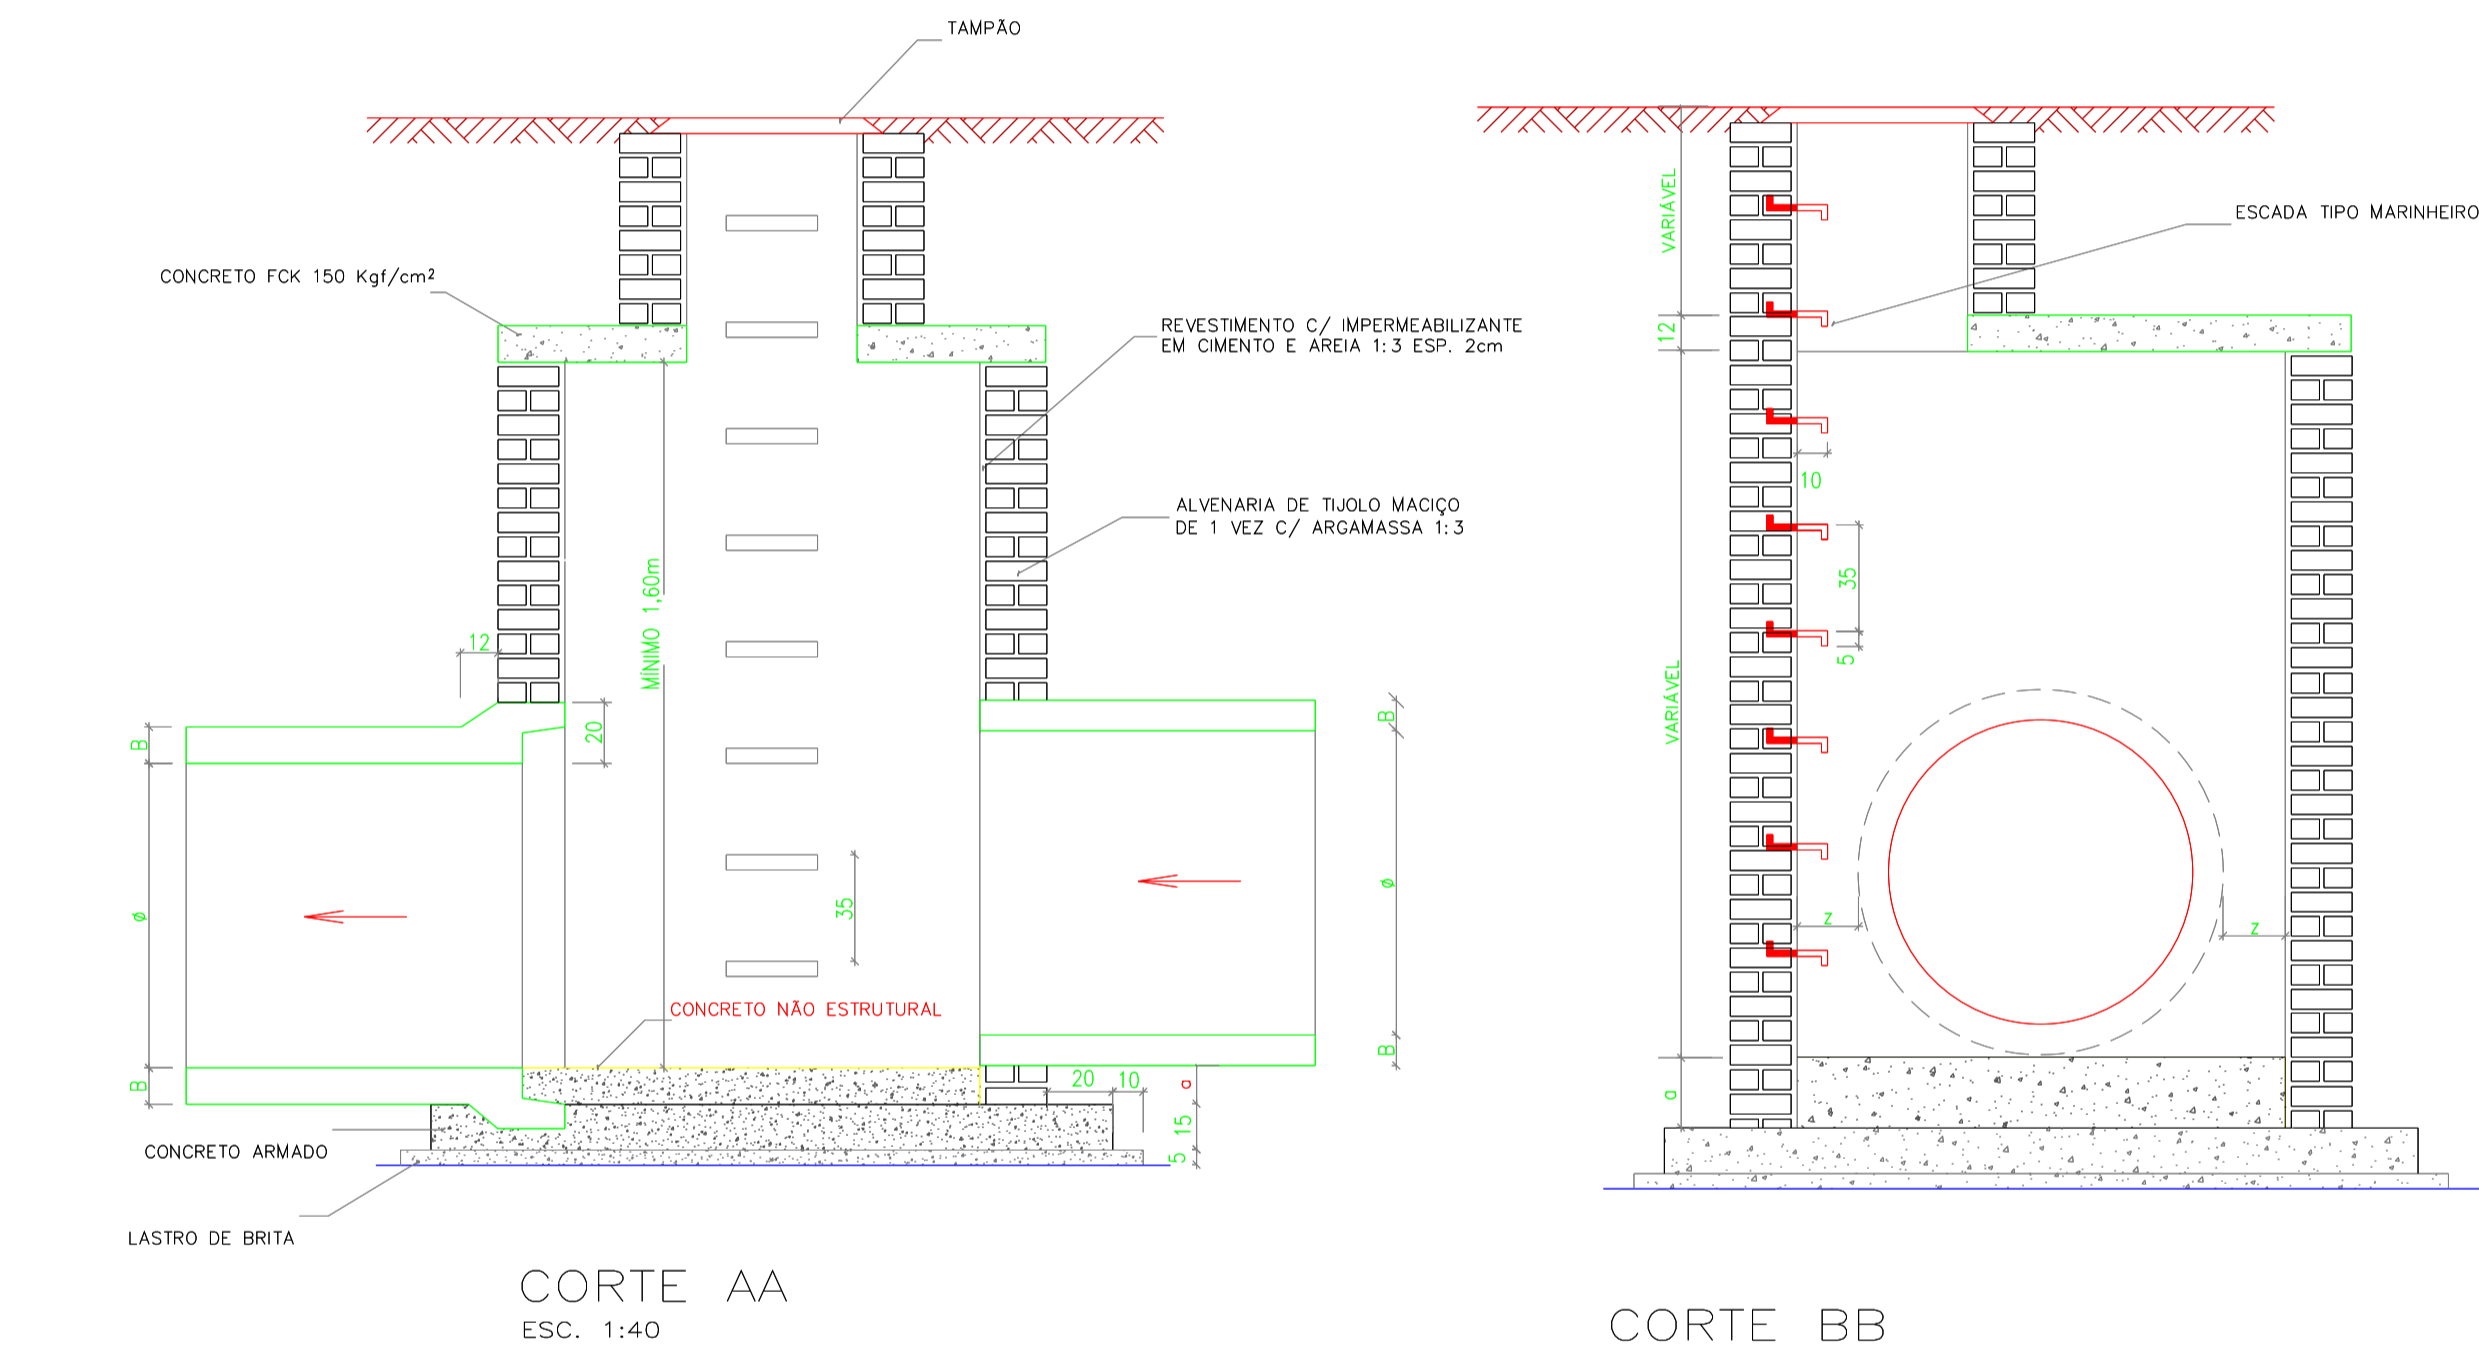 TAMPÃO
CONCRETO FCK 150 Kgf/cm²
REVESTIMENTO C/ IMPERMEABILIZANTE
EM CIMENTO E AREIA 1:3 ESP. 2cm
ALVENARIA DE TIJOLO MACIÇO
DE 1 VEZ C/ ARGAMASSA 1:3
MÍNIMO 1,60m
12
20
B
ø
B
35
B
ø
B
CONCRETO NÃO ESTRUTURAL
20
10
a
15
5
CONCRETO ARMADO
LASTRO DE BRITA
CORTE AA
ESC. 1:40
VARIÁVEL
12
ESCADA TIPO MARINHEIRO
10
35
5
VARIÁVEL
z
z
a
CORTE BB